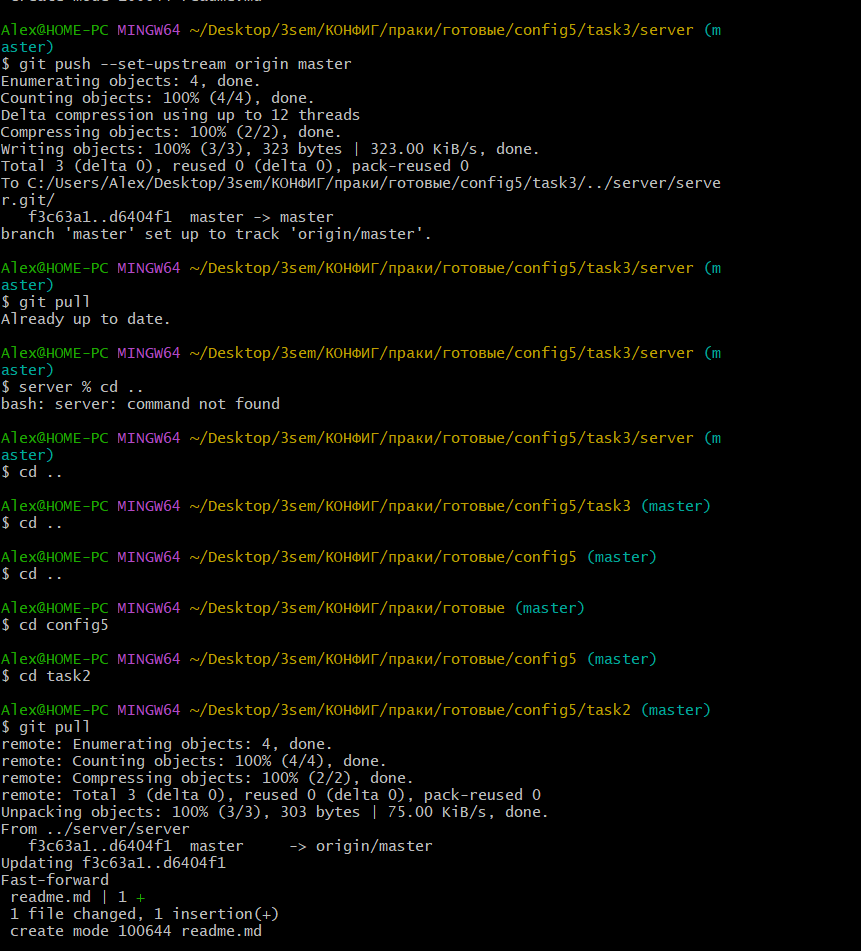 create mode 100644 readme.md
Alex@HOME-PC MINGW64 ~/Desktop/3sem/КОНФИГ/праки/готовые/config5/task3/server (m
aster)
$ git push --set-upstream origin master
Enumerating objects: 4, done.
Counting objects: 100% (4/4), done.
Delta compression using up to 12 threads
Compressing objects: 100% (2/2), done.
Writing objects: 100% (3/3), 323 bytes | 323.00 KiB/s, done.
Total 3 (delta 0), reused 0 (delta 0), pack-reused 0
To C:/Users/Alex/Desktop/3sem/КОНФИГ/праки/готовые/config5/task3/../server/serve
r.git/
   f3c63a1..d6404f1  master -> master
branch 'master' set up to track 'origin/master'.
Alex@HOME-PC MINGW64 ~/Desktop/3sem/КОНФИГ/праки/готовые/config5/task3/server (m
aster)
$ git pull
Already up to date.
Alex@HOME-PC MINGW64 ~/Desktop/3sem/КОНФИГ/праки/готовые/config5/task3/server (m
aster)
$ server % cd ..
bash: server: command not found
Alex@HOME-PC MINGW64 ~/Desktop/3sem/КОНФИГ/праки/готовые/config5/task3/server (m
aster)
$ cd ..
Alex@HOME-PC MINGW64 ~/Desktop/3sem/КОНФИГ/праки/готовые/config5/task3 (master)
$ cd ..
Alex@HOME-PC MINGW64 ~/Desktop/3sem/КОНФИГ/праки/готовые/config5 (master)
$ cd ..
Alex@HOME-PC MINGW64 ~/Desktop/3sem/КОНФИГ/праки/готовые (master)
$ cd config5
Alex@HOME-PC MINGW64 ~/Desktop/3sem/КОНФИГ/праки/готовые/config5 (master)
$ cd task2
Alex@HOME-PC MINGW64 ~/Desktop/3sem/КОНФИГ/праки/готовые/config5/task2 (master)
$ git pull
remote: Enumerating objects: 4, done.
remote: Counting objects: 100% (4/4), done.
remote: Compressing objects: 100% (2/2), done.
remote: Total 3 (delta 0), reused 0 (delta 0), pack-reused 0
Unpacking objects: 100% (3/3), 303 bytes | 75.00 KiB/s, done.
From ../server/server
   f3c63a1..d6404f1  master     -> origin/master
Updating f3c63a1..d6404f1
Fast-forward
 readme.md | 1 +
 1 file changed, 1 insertion(+)
 create mode 100644 readme.md